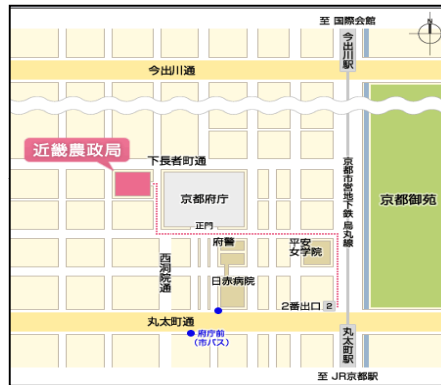 至 国際会館
N
今出川駅
今出川通
近畿農政局
下長者町通
京都府庁
正門
京都市営地下鉄 烏丸線
京都御苑
西洞院通
府警
平安
女学院
日赤病院
2番出口 2
丸太町通
府庁前
(市バス)
丸太町駅
至 JR京都駅